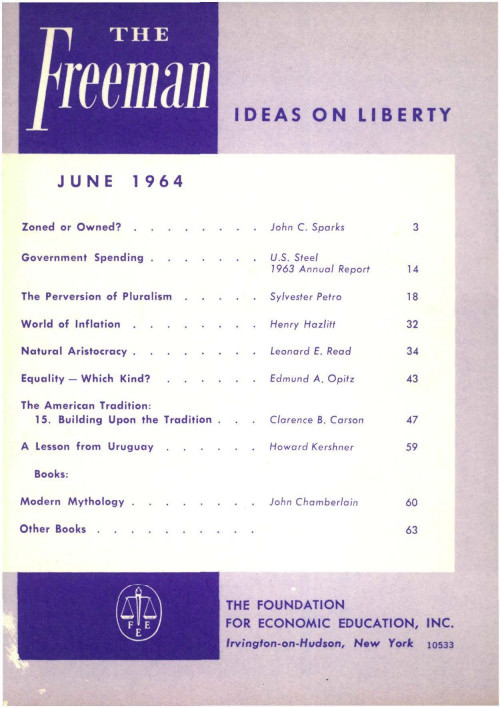 THE
Freeman
IDEAS ON LIBERTY
JUNE 1964
Zoned or Owned? . . . . . . . . John C. Sparks 3
Government Spending . . . . . . . U.S. Steel
1963 Annual Report 14
The Perversion of Pluralism . . . . . Sylvester Petro 18
World of Inflation . . . . . . . . Henry Hazlitt 32
Natural Aristocracy . . . . . . . . Leonard E. Read 34
Equality — Which Kind? . . . . . . Edmund A. Opitz 43
The American Tradition:
15. Building Upon the Tradition . . . Clarence B. Carson 47
A Lesson from Uruguay . . . . . . Howard Kershner 59
Books:
Modern Mythology . . . . . . . . John Chamberlain 60
Other Books . . . . . . . . . . 63
F E
E
THE FOUNDATION
FOR ECONOMIC EDUCATION, INC.
Irvington-on-Hudson, New York 10533